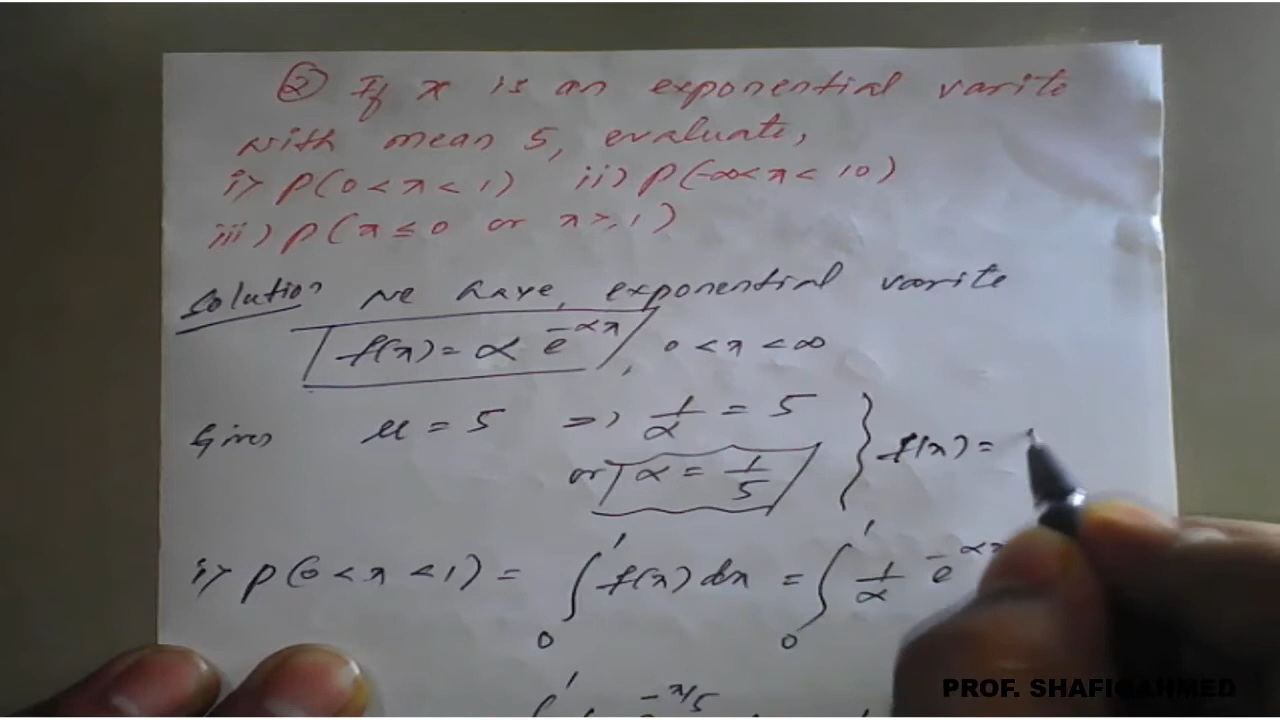 ② If x is an exponential varite
with mean 5, evaluate,
i> P(0<x<1) ii) P(-∞<x<10)
iii) P(x≤0 or x≥1)
Solution We have, exponential varite
f(x) = α e^-αx, 0<x<∞
Given μ = 5 => 1/α = 5
or α = 1/5 } f(x) =
i> P(0<x<1) = ∫₀¹ f(x) dx = ∫₀¹ 1/α e^-αx
-x/5
PROF. SHAFIQAHMED